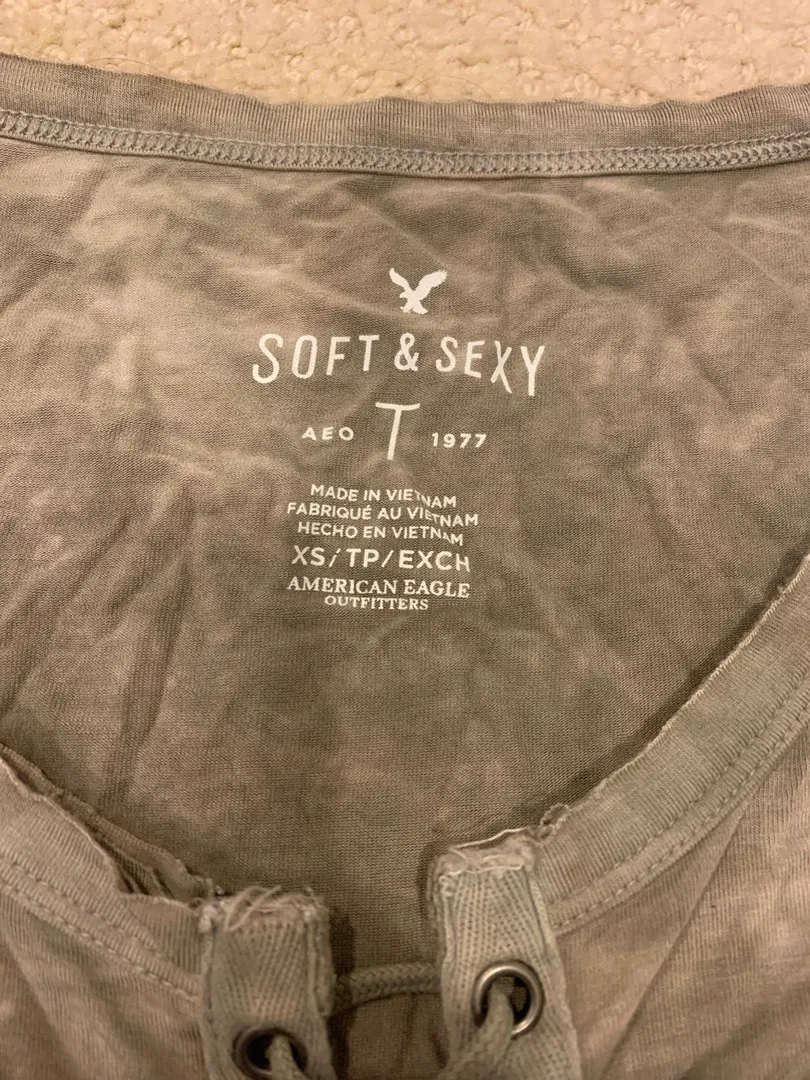 SOFT & SEXY
AEO T 1977
MADE IN VIETNAM
FABRIQUÉ AU VIETNAM
HECHO EN VIETNAM
XS/TP/EXCH
AMERICAN EAGLE
OUTFITTERS